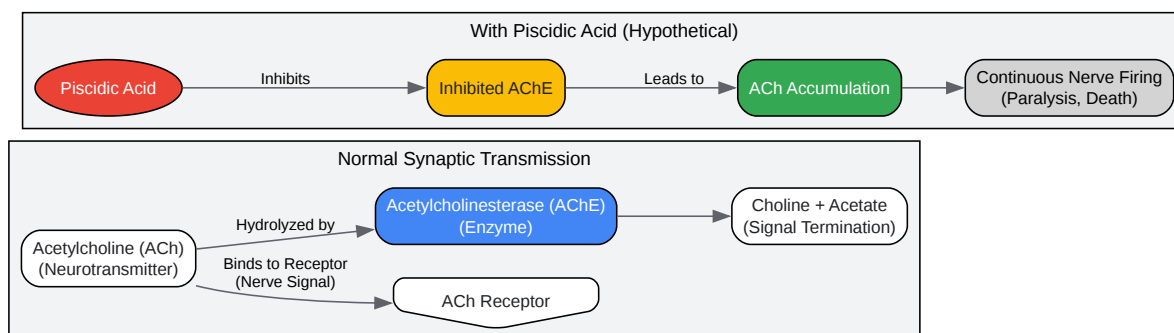 With Piscidic Acid (Hypothetical)
Piscidic Acid
Inhibits
Inhibited AChE
Leads to
ACh Accumulation
Continuous Nerve Firing
(Paralysis, Death)
Normal Synaptic Transmission
Acetylcholine (ACh)
(Neurotransmitter)
Hydrolyzed by
Acetylcholinesterase (AChE)
(Enzyme)
Choline + Acetate
(Signal Termination)
Binds to Receptor
(Nerve Signal)
ACh Receptor